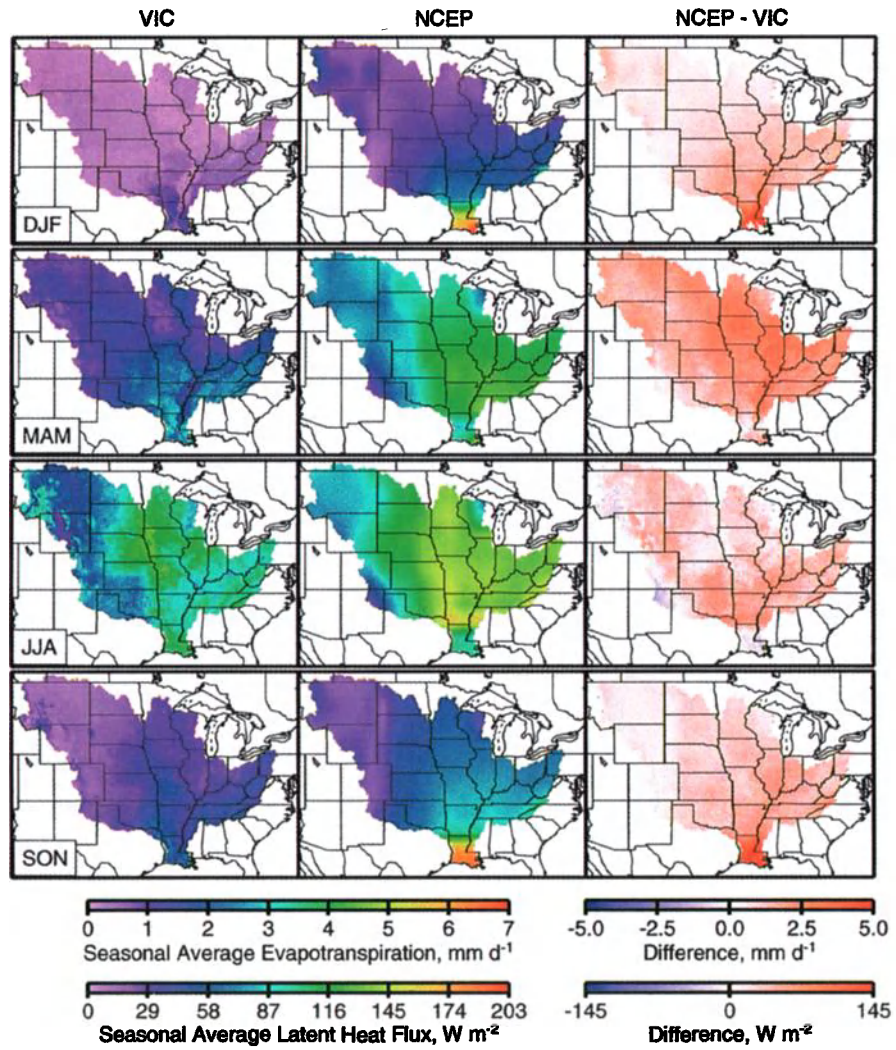 VIC NCEP NCEP - VIC
DJF
MAM
JJA
SON
0 1 2 3 4 5 6 7
Seasonal Average Evapotranspiration, mm d-1
-5.0 -2.5 0.0 2.5 5.0
Difference, mm d-1
0 29 58 87 116 145 174 203
Seasonal Average Latent Heat Flux, W m-2
-145 0 145
Difference, W m-2